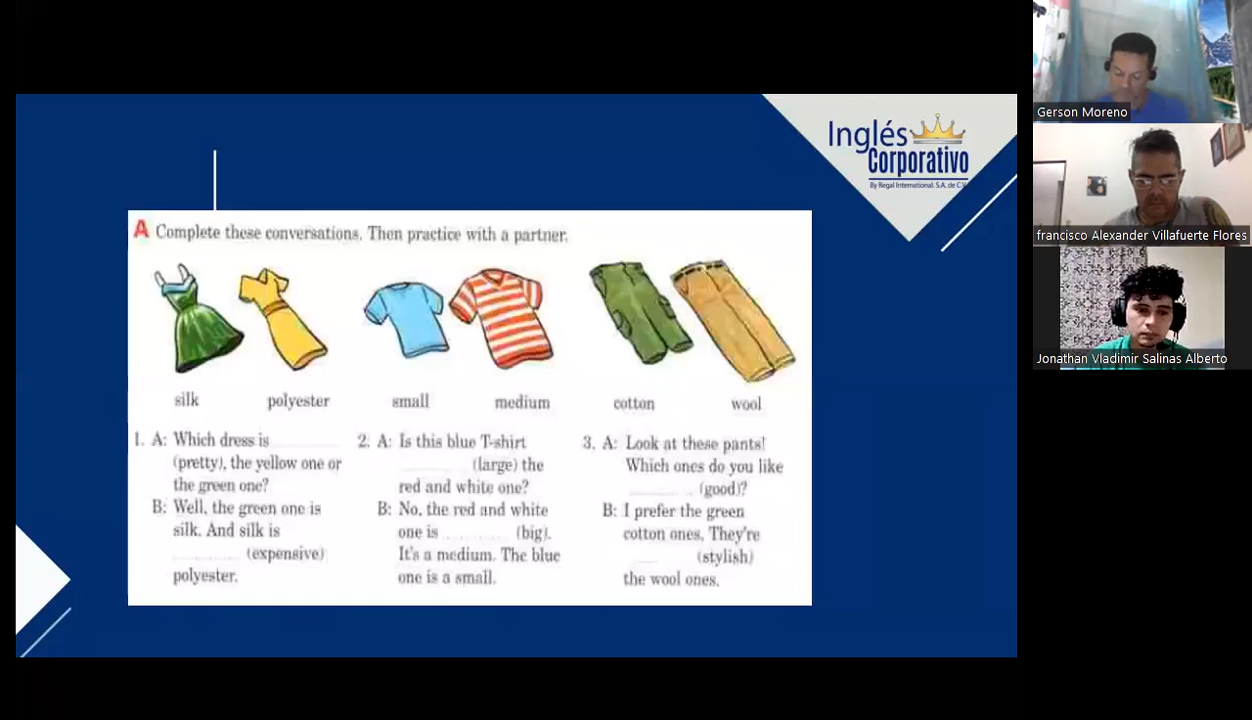 Inglés
Corporativo
By Regal International. S.A. de C.V.
A Complete these conversations. Then practice with a partner.
silk polyester small medium cotton wool
1. A: Which dress is
(pretty), the yellow one or
the green one?
B: Well, the green one is
silk. And silk is
(expensive)
polyester.
2. A: Is this blue T-shirt
(large) the
red and white one?
B: No, the red and white
one is (big).
It's a medium. The blue
one is a small.
3. A: Look at these pants!
Which ones do you like
(good)?
B: I prefer the green
cotton ones. They're
(stylish)
the wool ones.
Gerson Moreno
francisco Alexander Villafuerte Flores
Jonathan Vladimir Salinas Alberto